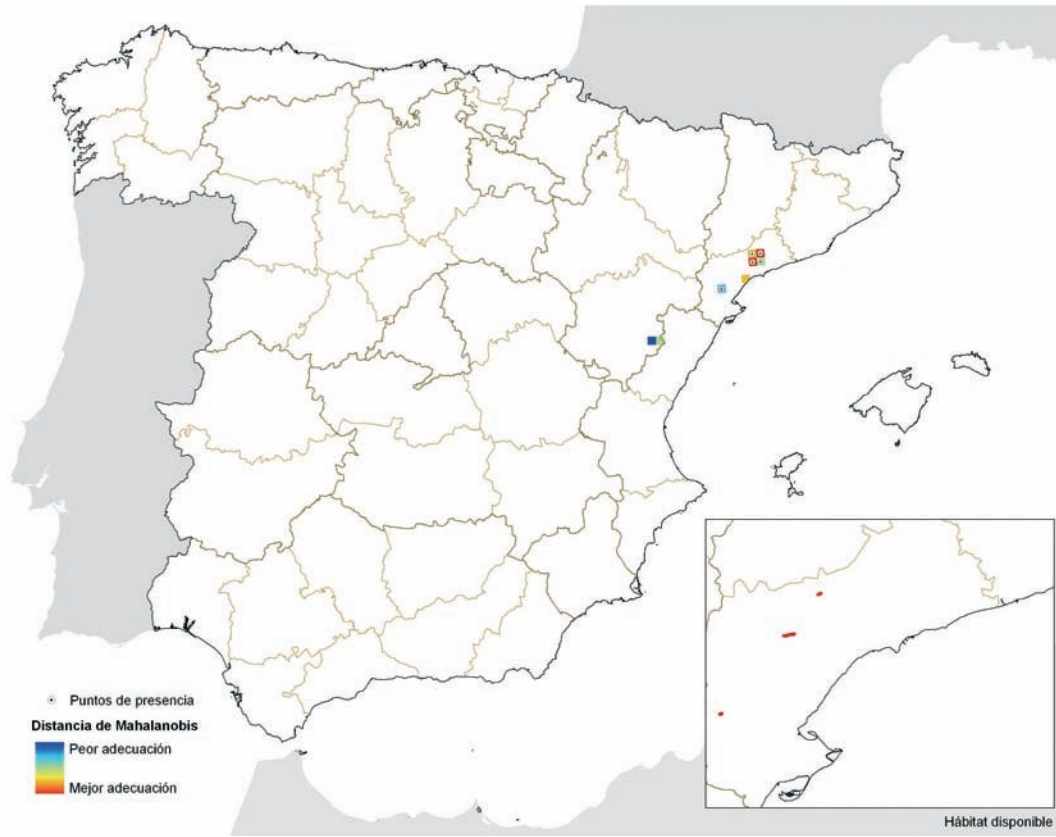 Puntos de presencia
Distancia de Mahalanobis
Peor adecuación
Mejor adecuación
Hábitat disponible